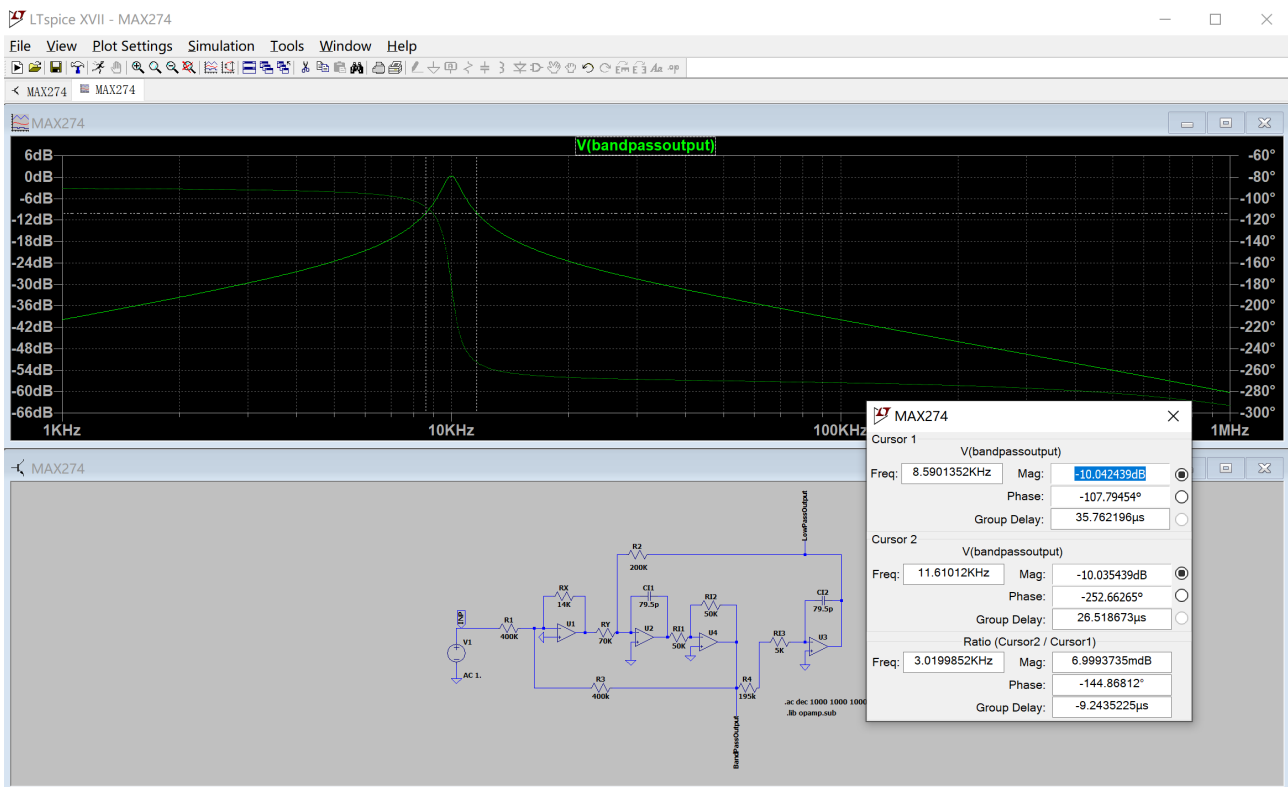 LTspice XVII - MAX274
File View Plot Settings Simulation Tools Window Help
MAX274 MAX274
MAX274
V(bandpassoutput)
6dB
0dB
-6dB
-12dB
-18dB
-24dB
-30dB
-36dB
-42dB
-48dB
-54dB
-60dB
-66dB
-60°
-80°
-100°
-120°
-140°
-160°
-180°
-200°
-220°
-240°
-260°
-280°
-300°
1KHz 10KHz 100KHz 1MHz
MAX274
Cursor 1
V(bandpassoutput)
Freq: 8.5901352KHz Mag: -10.042439dB
Phase: -107.79454°
Group Delay: 35.762196µs
Cursor 2
V(bandpassoutput)
Freq: 11.61012KHz Mag: -10.035439dB
Phase: -252.66265°
Group Delay: 26.518673µs
Ratio (Cursor2 / Cursor1)
Freq: 3.0199852KHz Mag: 6.9993735mdB
Phase: -144.86812°
Group Delay: -9.2435225µs
MAX274
LowPassOutput
R2
200K
RX
14K
CI1
79.5p
RI2
50K
CI2
79.5p
INP
R1
400K
U1
RY
70K
U2
RI1
50K
U4
RI3
5K
U3
V1
AC 1.
R3
400k
R4
195k
.ac dec 1000 1000 1000
.lib opamp.sub
BandPassOutput